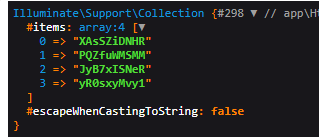 Illuminate\Support\Collection {#298 ▼ // app\H
#items: array:4 [▼
0 => "XAsSZiDNHR"
1 => "PQZfuWMSMM"
2 => "JyB7xISNeR"
3 => "yR0sxyMvy1"
]
#escapeWhenCastingToString: false
}